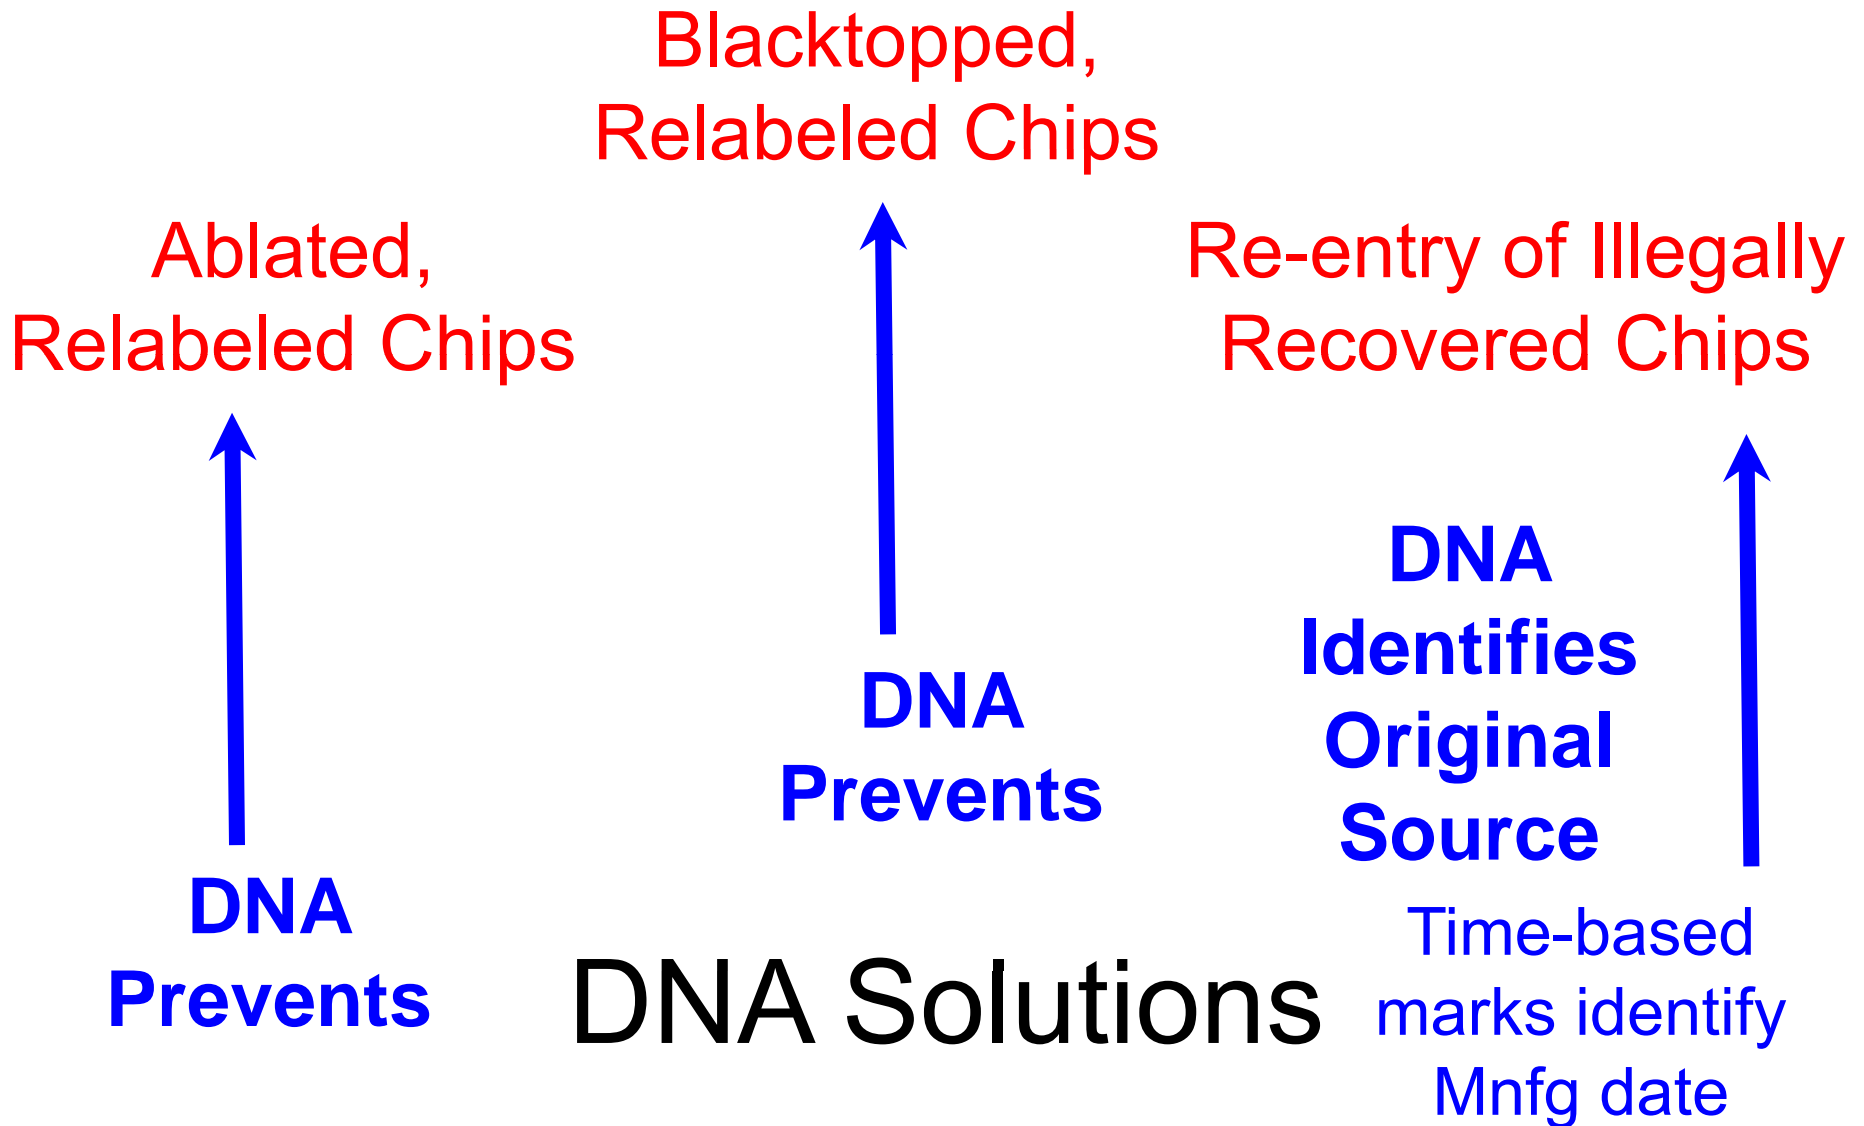 Blacktopped,
Relabeled Chips
Ablated,
Relabeled Chips
Re-entry of Illegally
Recovered Chips
DNA
Prevents
DNA
Prevents
DNA
Identifies
Original
Source
Time-based
marks identify
Mnfg date
DNA Solutions